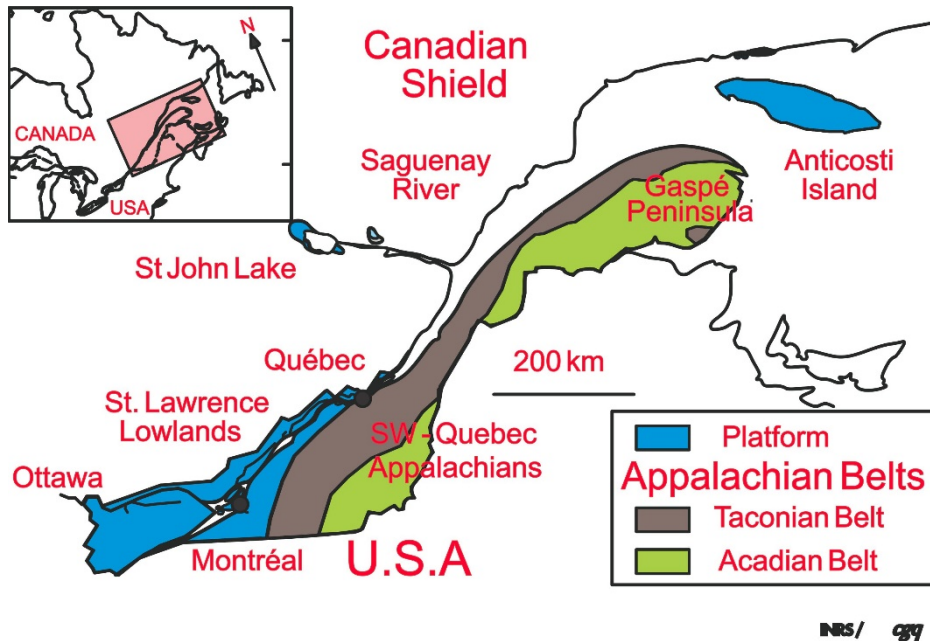 N
CANADA
USA
Canadian
Shield
Saguenay
River
Anticosti
Island
Gaspé
Peninsula
St John Lake
Québec
200 km
St. Lawrence
Lowlands
SW - Quebec
Appalachians
Ottawa
Montréal
U.S.A
Platform
Appalachian Belts
Taconian Belt
Acadian Belt
INRS / cgq